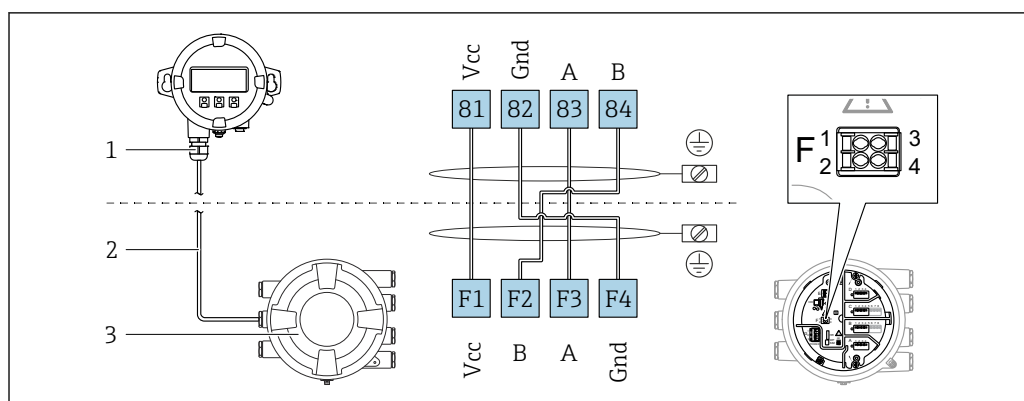 1
2
3
Vcc Gnd A B
81 82 83 84
F1 F2 F3 F4
Vcc B A Gnd
F 1 2 3 4